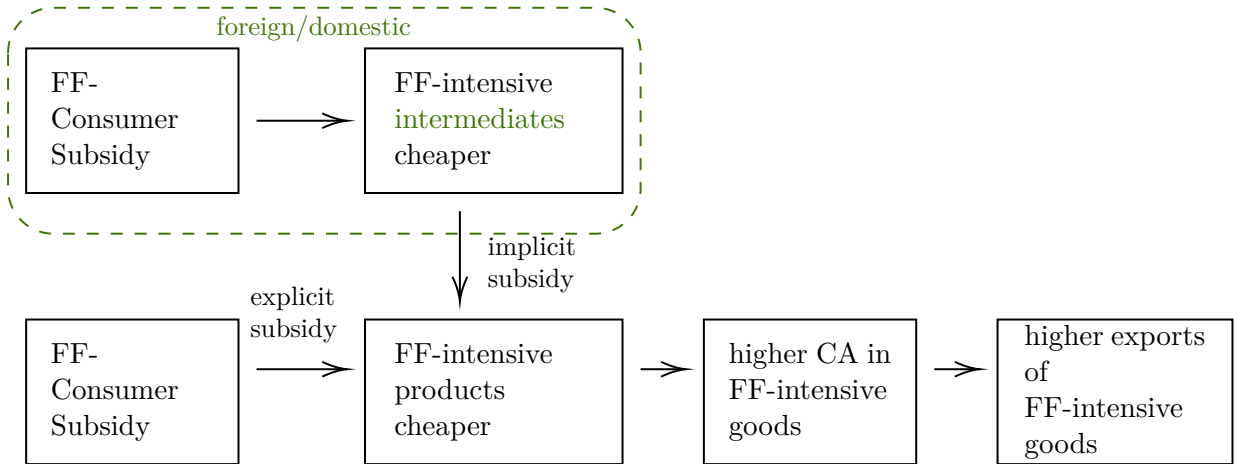 foreign/domestic
FF-
Consumer
Subsidy
FF-intensive
intermediates
cheaper
implicit
subsidy
explicit
subsidy
FF-
Consumer
Subsidy
FF-intensive
products
cheaper
higher CA in
FF-intensive
goods
higher exports
of
FF-intensive
goods